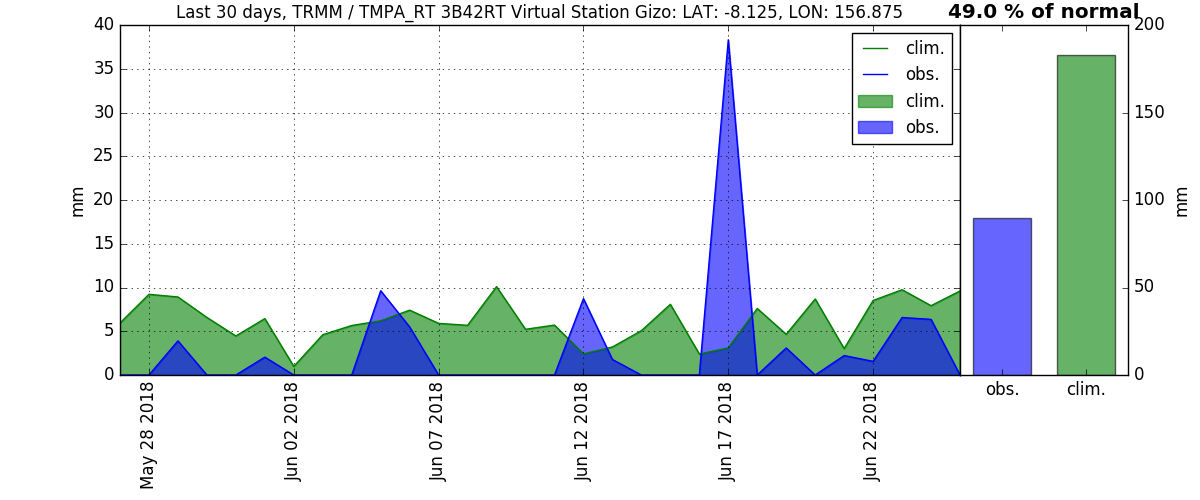 Last 30 days, TRMM / TMPA_RT 3B42RT Virtual Station Gizo: LAT: -8.125, LON: 156.875
49.0 % of normal
40
35
30
25
20
15
10
5
0
mm
clim.
obs.
clim.
obs.
May 28 2018
Jun 02 2018
Jun 07 2018
Jun 12 2018
Jun 17 2018
Jun 22 2018
200
150
100
50
0
mm
obs.
clim.